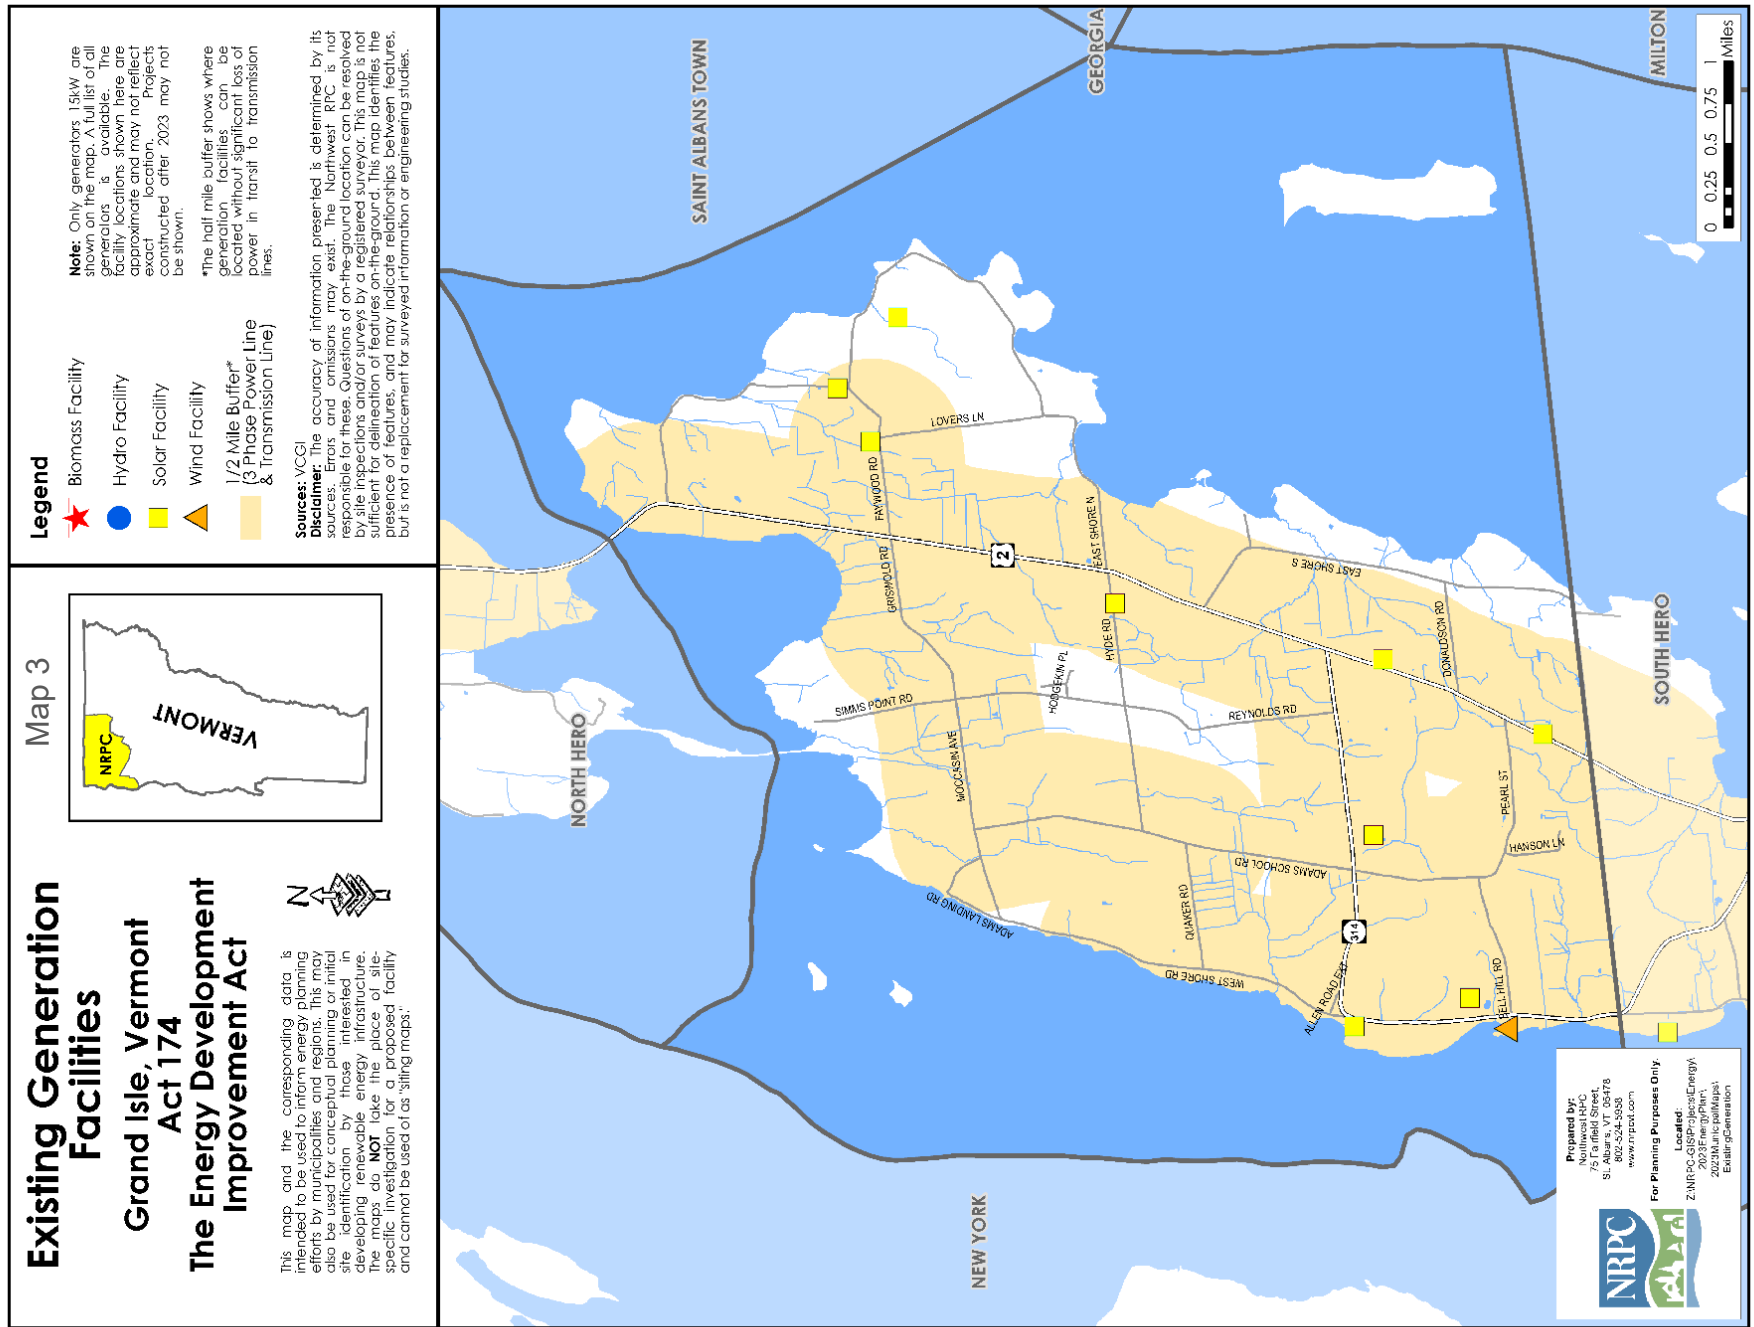 Existing Generation
Facilities
Grand Isle, Vermont
Act 174
The Energy Development
Improvement Act
N
This map and the corresponding data is
intended to be used to inform energy planning
efforts by municipalities and regions. This may
also be used for conceptual planning or initial
site identification by those interested in
developing renewable energy infrastructure.
The maps do NOT take the place of site-
specific investigation for a proposed facility
and cannot be used of as "siting maps."
Map 3
NRPC
VERMONT
Legend
Biomass Facility
Hydro Facility
Solar Facility
Wind Facility
1/2 Mile Buffer*
(3 Phase Power Line
& Transmission Line)
Note: Only generators 15kW are
shown on the map. A full list of all
generators is available. The
facility locations shown here are
approximate and may not reflect
exact location. Projects
constructed after 2023 may not
be shown.
*The half mile buffer shows where
generation facilities can be
located without significant loss of
power in transit to transmission
lines.
Sources: VCGI
Disclaimer: The accuracy of information presented is determined by its
sources. Errors and omissions may exist. The Northwest RPC is not
responsible for these. Questions of on-the-ground location can be resolved
by site inspections and/or surveys by a registered surveyor. This map is not
sufficient for delineation of features on-the-ground. This map identifies the
presence of features, and may indicate relationships between features,
but is not a replacement for surveyed information or engineering studies.
SAINT ALBANS TOWN
GEORGIA
MILTON
NORTH HERO
SOUTH HERO
NEW YORK
LOVERS LN
FAYWOOD RD
GRISWOLD RD
2
EAST SHORE N
EAST SHORE S
HYDE RD
HODGEKIN PL
SIMMS POINT RD
REYNOLDS RD
DONALDSON RD
MOCCASIN AVE
PEARL ST
HANSON LN
ADAMS SCHOOL RD
ADAMS LANDING RD
QUAKER RD
314
WEST SHORE RD
ALLEN ROAD EXT
BELL HILL RD
0 0.25 0.5 0.75 1
Miles
NRPC
Prepared by:
Northwest RPC
75 Fairfield Street,
St. Albans, VT 05478
802-524-5958
www.nrpcvt.com
For Planning Purposes Only.
Located:
Z:\NRPC-GIS\Projects\Energy\
2023EnergyPlan\
2023MunicipalMaps\
ExistingGeneration